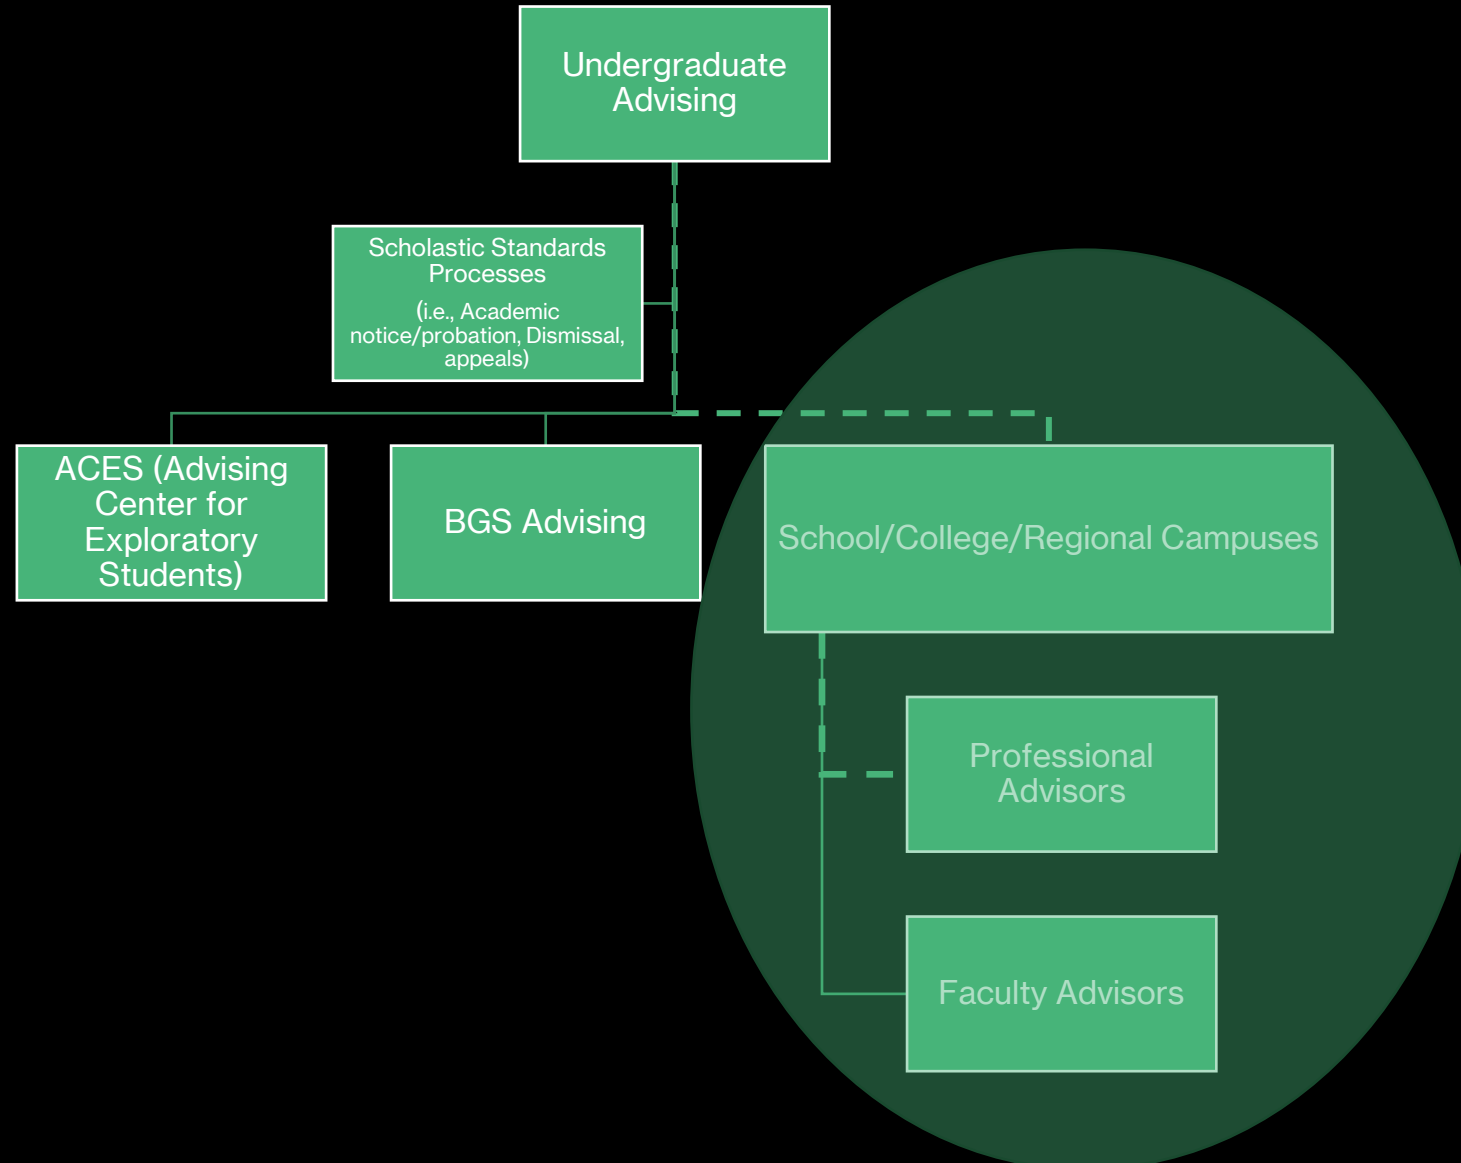 Undergraduate
Advising
Scholastic Standards
Processes
(i.e., Academic
notice/probation, Dismissal,
appeals)
ACES (Advising
Center for
Exploratory
Students)
BGS Advising
School/College/Regional Campuses
Professional
Advisors
Faculty Advisors